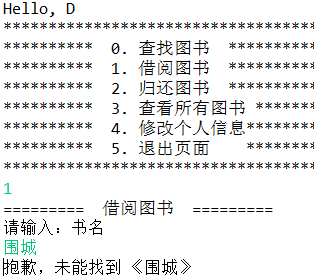 Hello, D
***********************************
**********  0. 查找图书  **********
**********  1. 借阅图书  **********
**********  2. 归还图书  **********
**********  3. 查看所有图书 ********
**********  4. 修改个人信息********
**********  5. 退出页面    ********
***********************************
1
=========  借阅图书  =========
请输入：书名
围城
抱歉，未能找到 《围城》